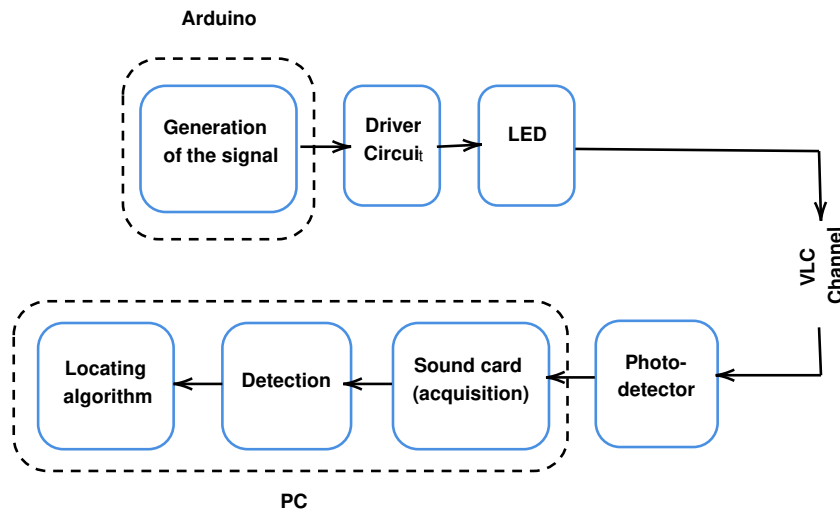 Arduino
Generation
of the signal
Driver
Circuit
LED
VLC
Channel
Photo-
detector
Sound card
(acquisition)
Detection
Locating
algorithm
PC